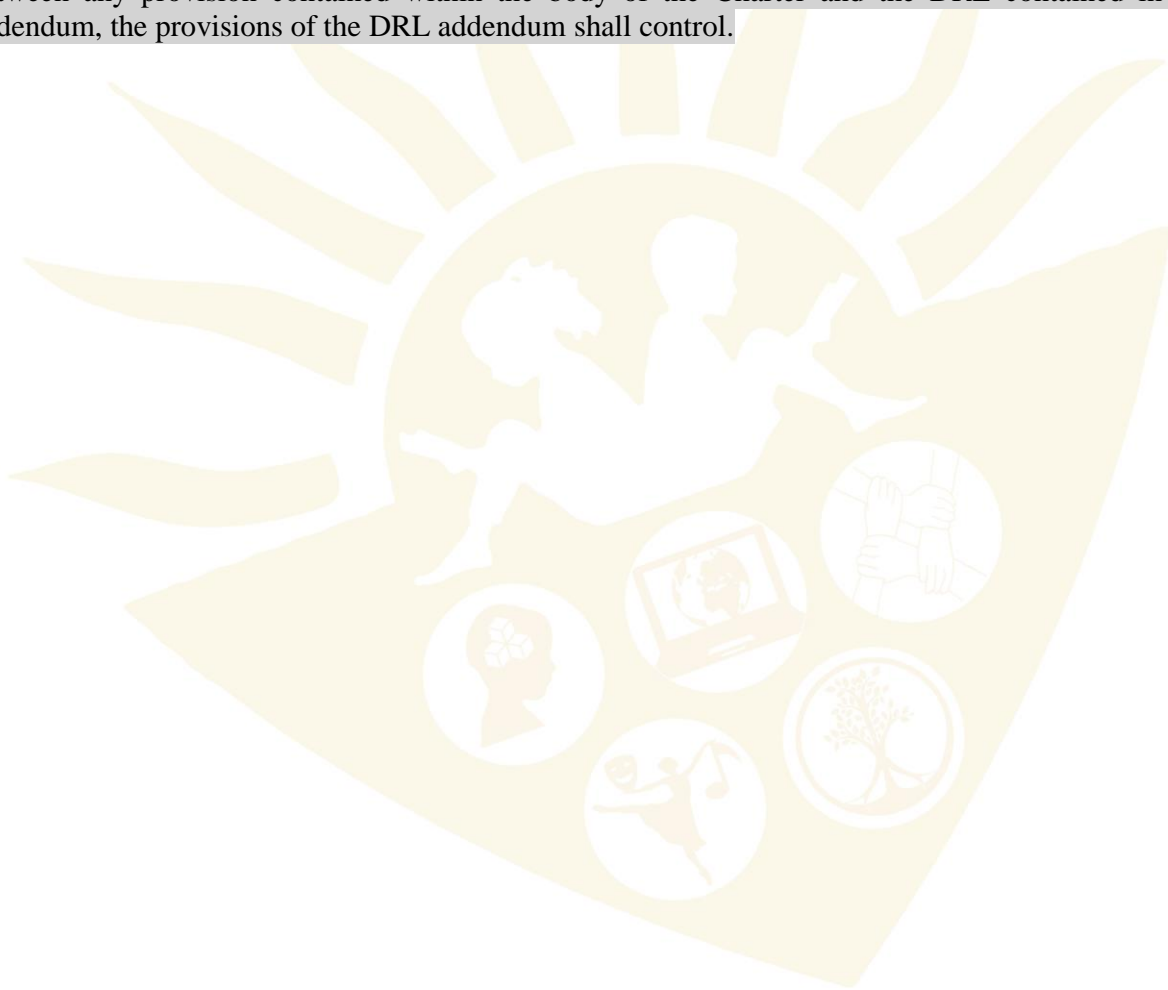 ween any provision contained within the body of the Charter and the DRL contained in
dendum, the provisions of the DRL addendum shall control.